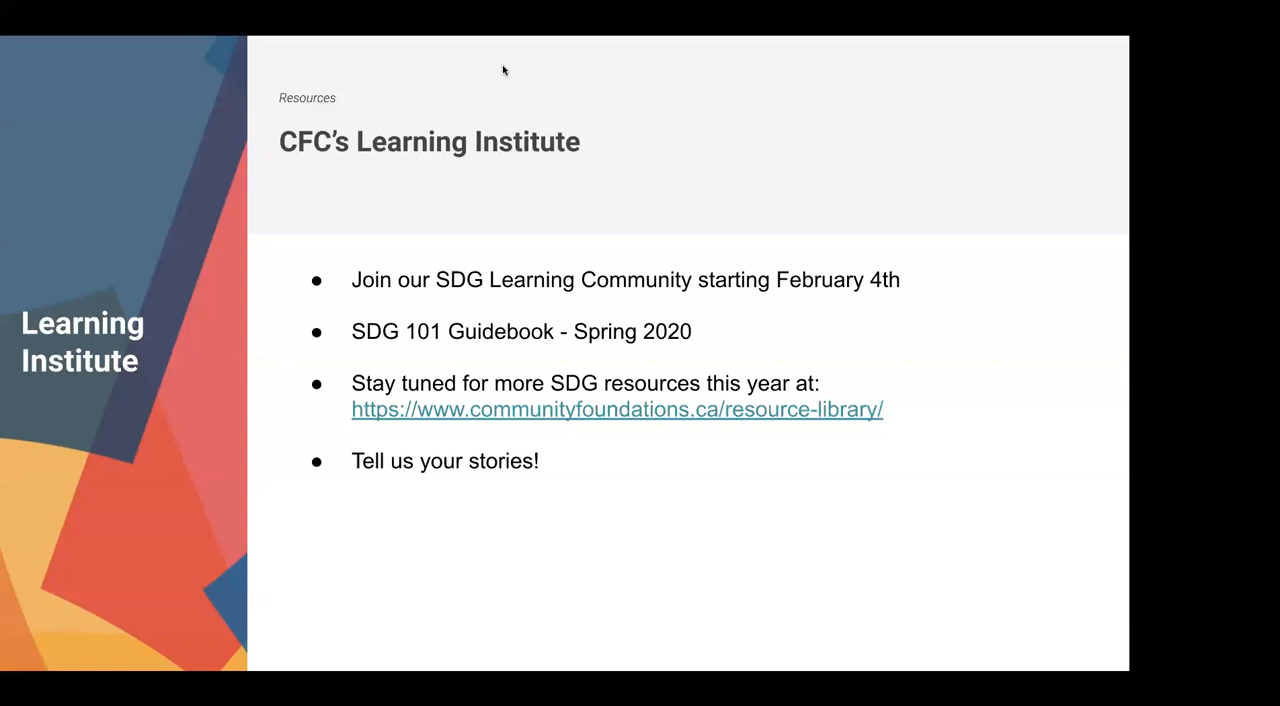 Learning
Institute
Resources
CFC's Learning Institute
● Join our SDG Learning Community starting February 4th
● SDG 101 Guidebook - Spring 2020
● Stay tuned for more SDG resources this year at:
https://www.communityfoundations.ca/resource-library/
● Tell us your stories!